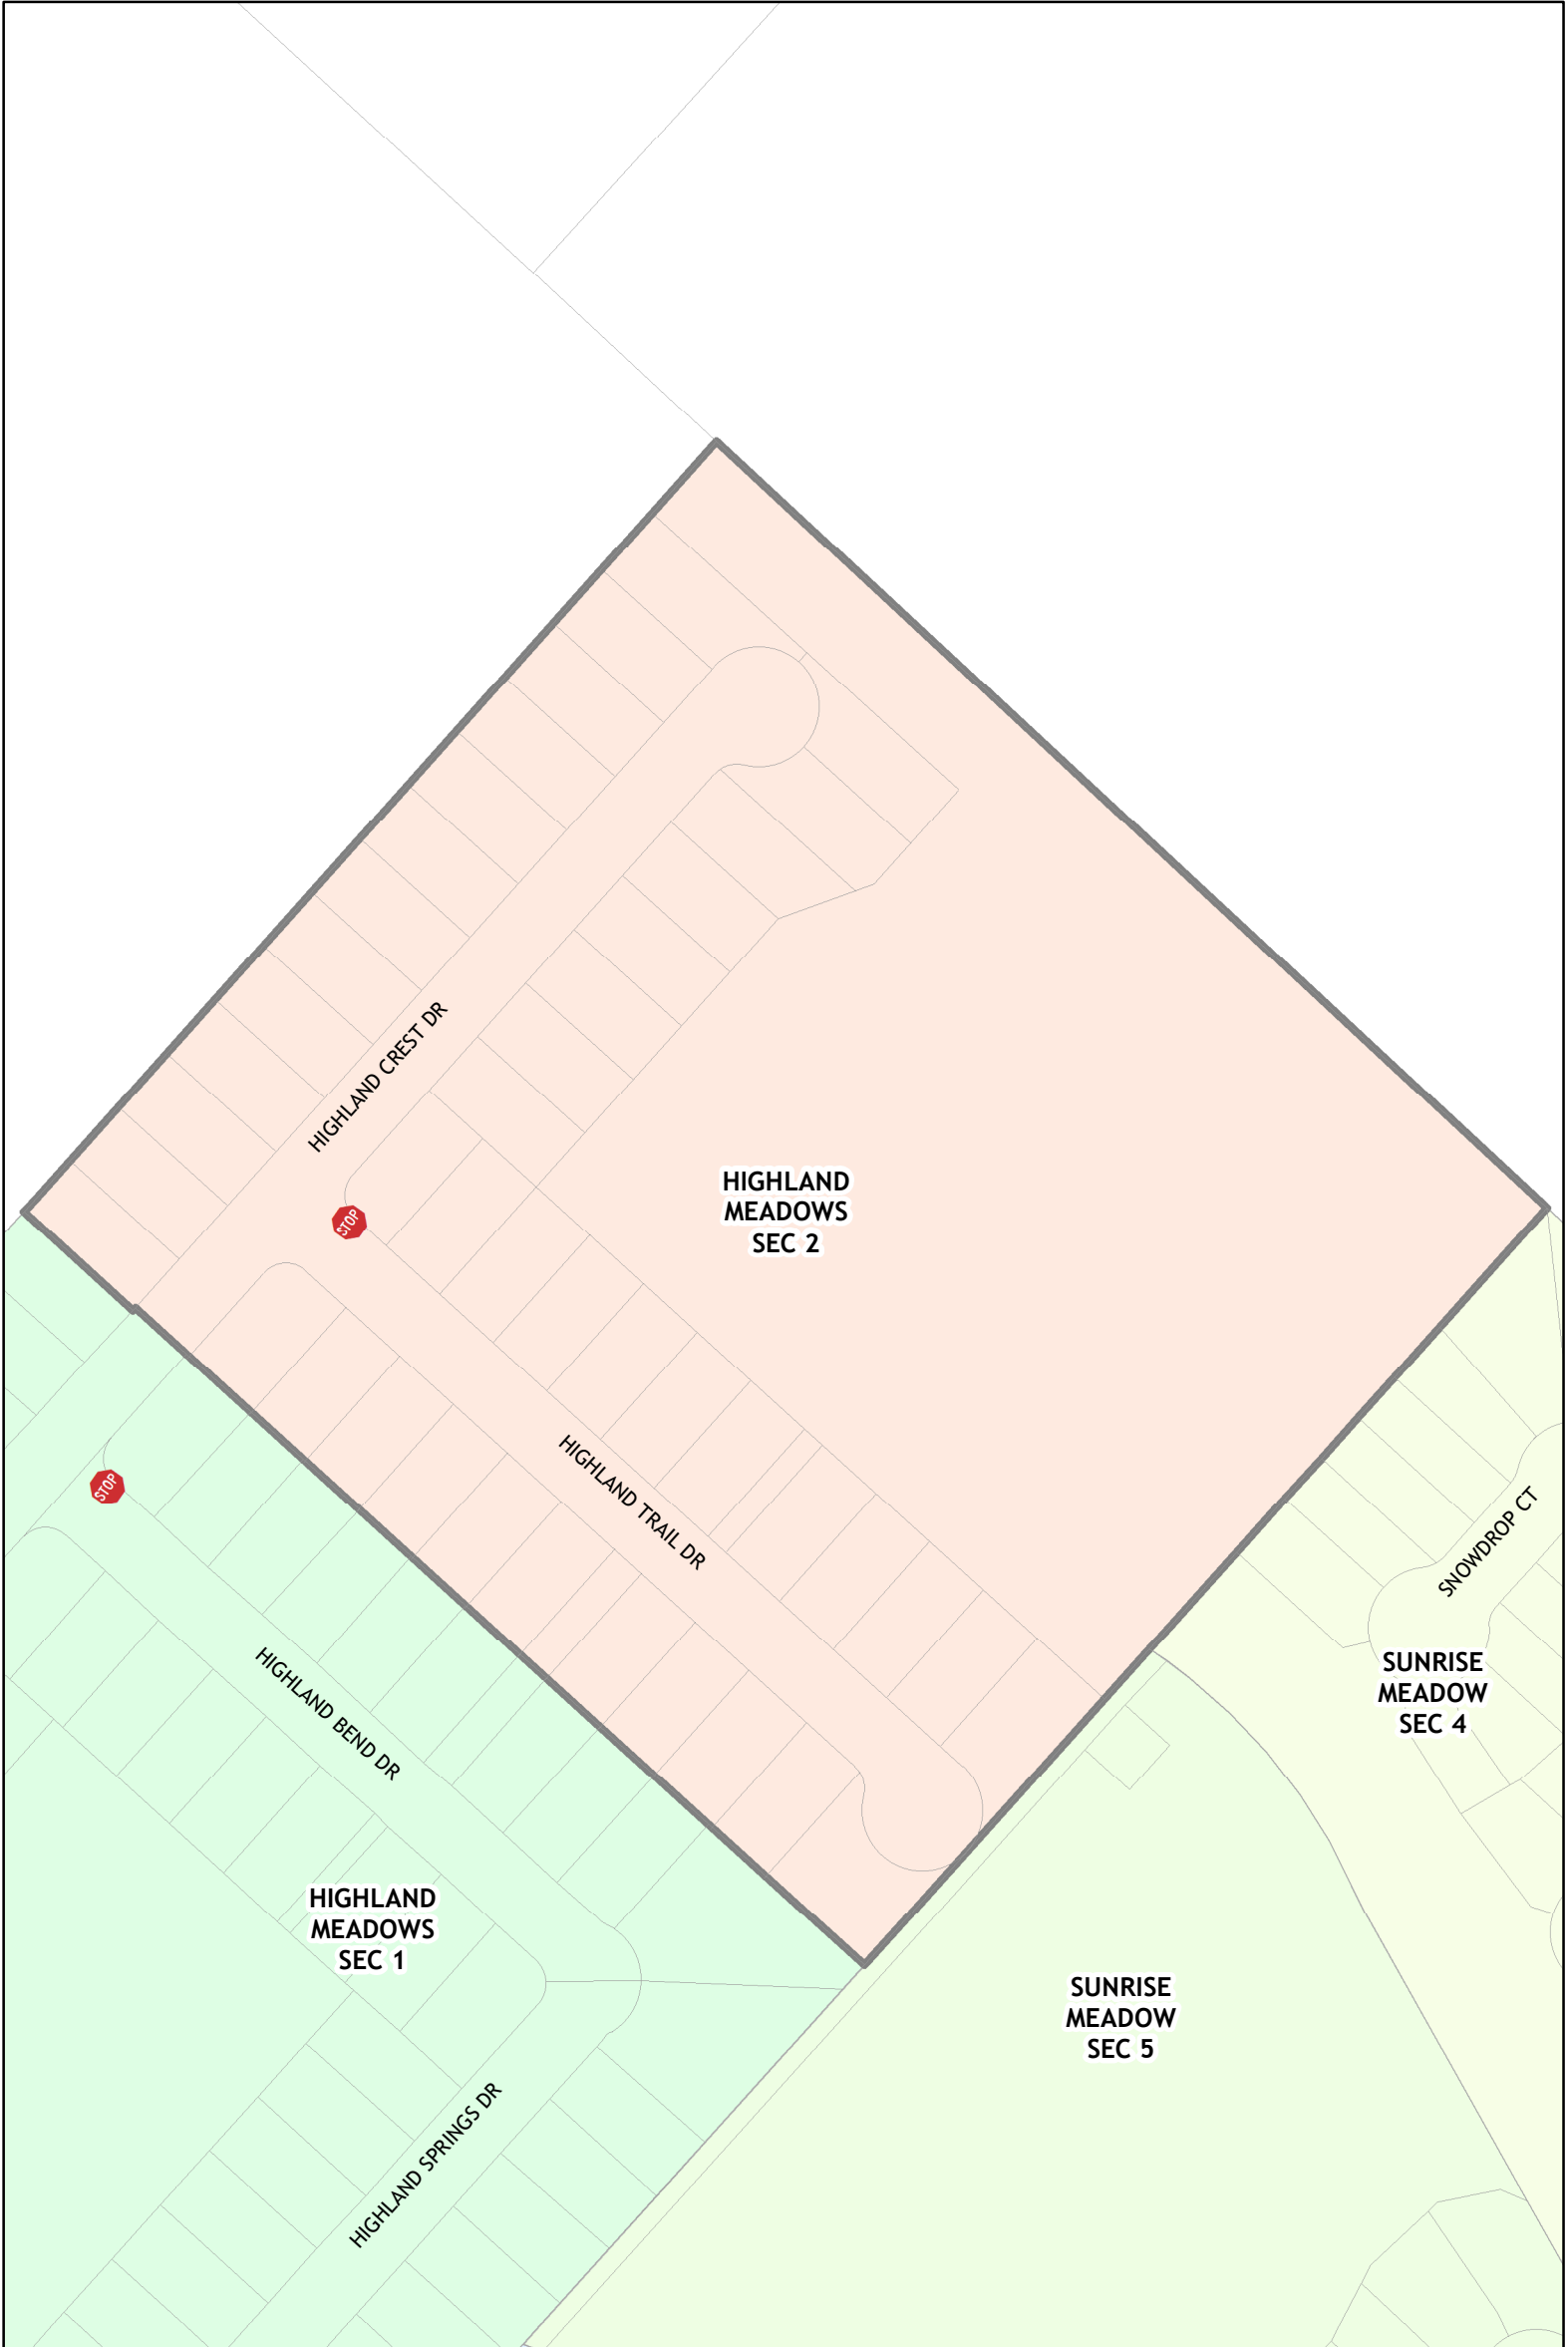 HIGHLAND CREST DR
HIGHLAND
MEADOWS
SEC 2
STOP
HIGHLAND TRAIL DR
STOP
SNOWDROP CT
HIGHLAND BEND DR
SUNRISE
MEADOW
SEC 4
HIGHLAND
MEADOWS
SEC 1
SUNRISE
MEADOW
SEC 5
HIGHLAND SPRINGS DR